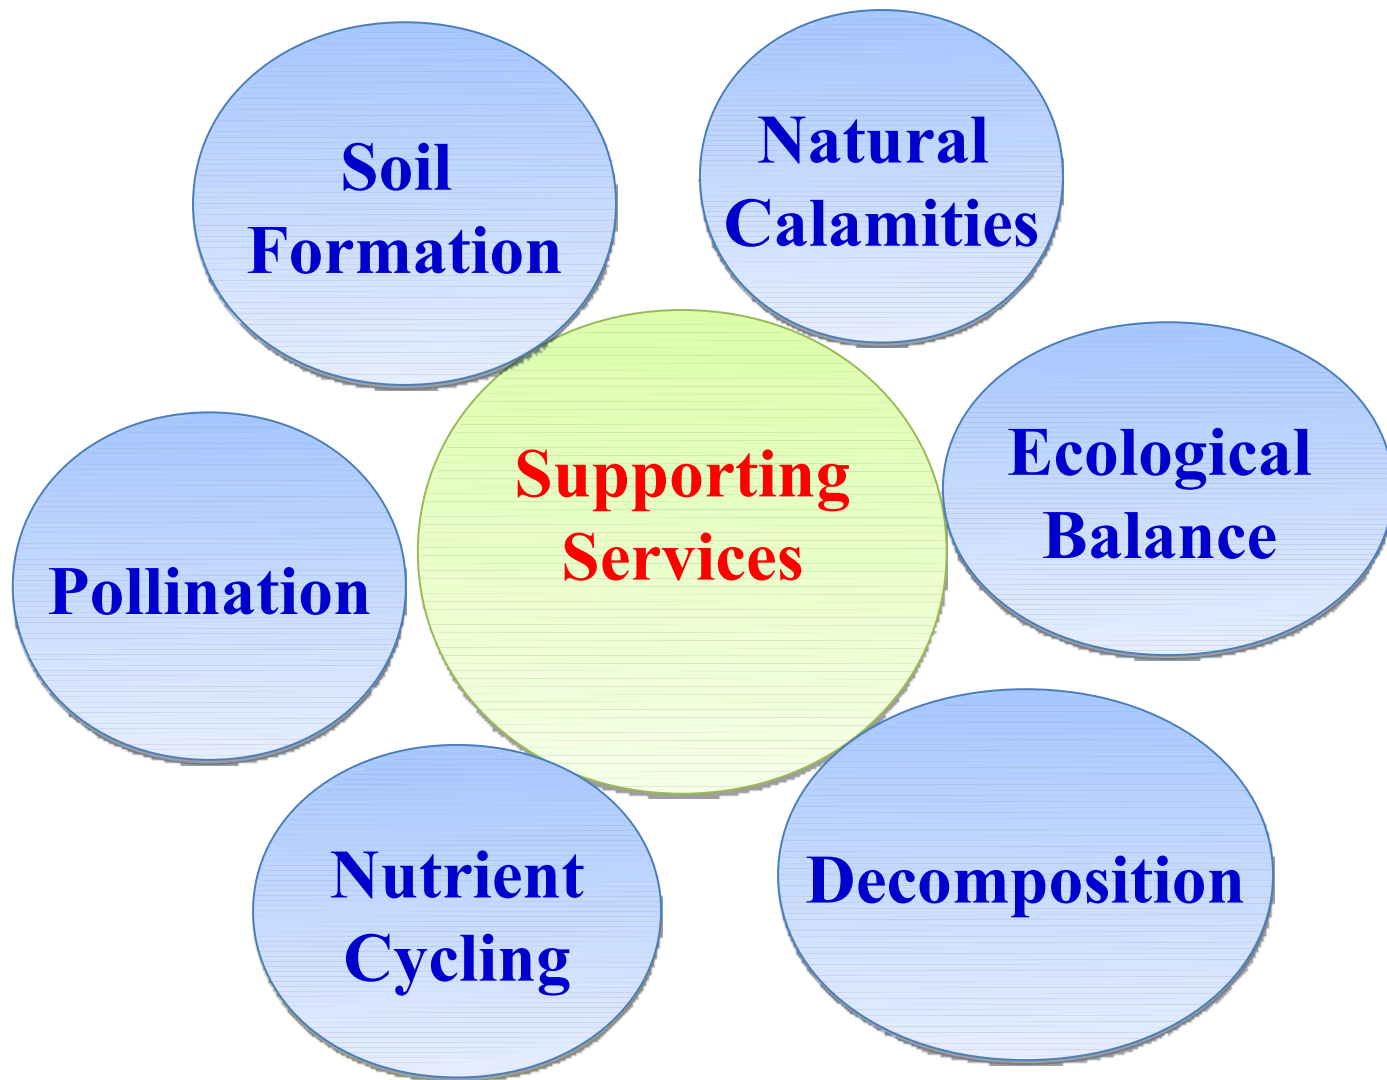 Soil
Formation
Natural
Calamities
Supporting
Services
Ecological
Balance
Pollination
Nutrient
Cycling
Decomposition